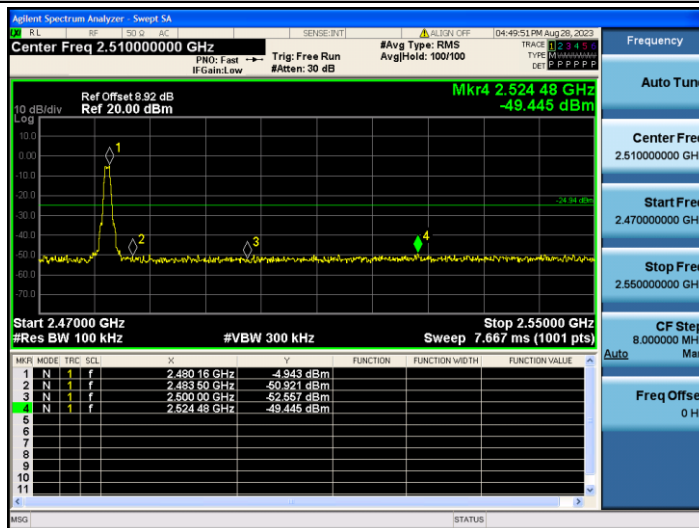 Agilent Spectrum Analyzer - Swept SA
RL RF 50 Ω AC SENSE:INT ALIGN OFF 04:49:51 PM Aug 28, 2023
Center Freq 2.510000000 GHz
PNO: Fast
IFGain:Low
Trig: Free Run
#Atten: 30 dB
#Avg Type: RMS
Avg|Hold: 100/100
TRACE 1 2 3 4 5 6
TYPE M
DET P P P P P P
Frequency
Auto Tun
Center Fre
2.510000000 GH
Start Fre
2.470000000 GH
Stop Fre
2.550000000 GH
CF Step
8.000000 MH
Auto Ma
Freq Offse
0 H
Mkr4 2.524 48 GHz
-49.445 dBm
Ref Offset 8.92 dB
10 dB/div Ref 20.00 dBm
Log
10.0
0.00
-10.0
-20.0
-30.0
-40.0
-50.0
-60.0
-70.0
1
2
3
4
-24.94 dBm
Start 2.47000 GHz Stop 2.55000 GHz
#Res BW 100 kHz #VBW 300 kHz Sweep 7.667 ms (1001 pts)
MKR MODE TRC SCL X Y FUNCTION FUNCTION WIDTH FUNCTION VALUE
1 N 1 f 2.480 16 GHz -4.943 dBm
2 N 1 f 2.483 50 GHz -50.921 dBm
3 N 1 f 2.500 00 GHz -52.557 dBm
4 N 1 f 2.524 48 GHz -49.445 dBm
5
6
7
8
9
10
11
MSG STATUS